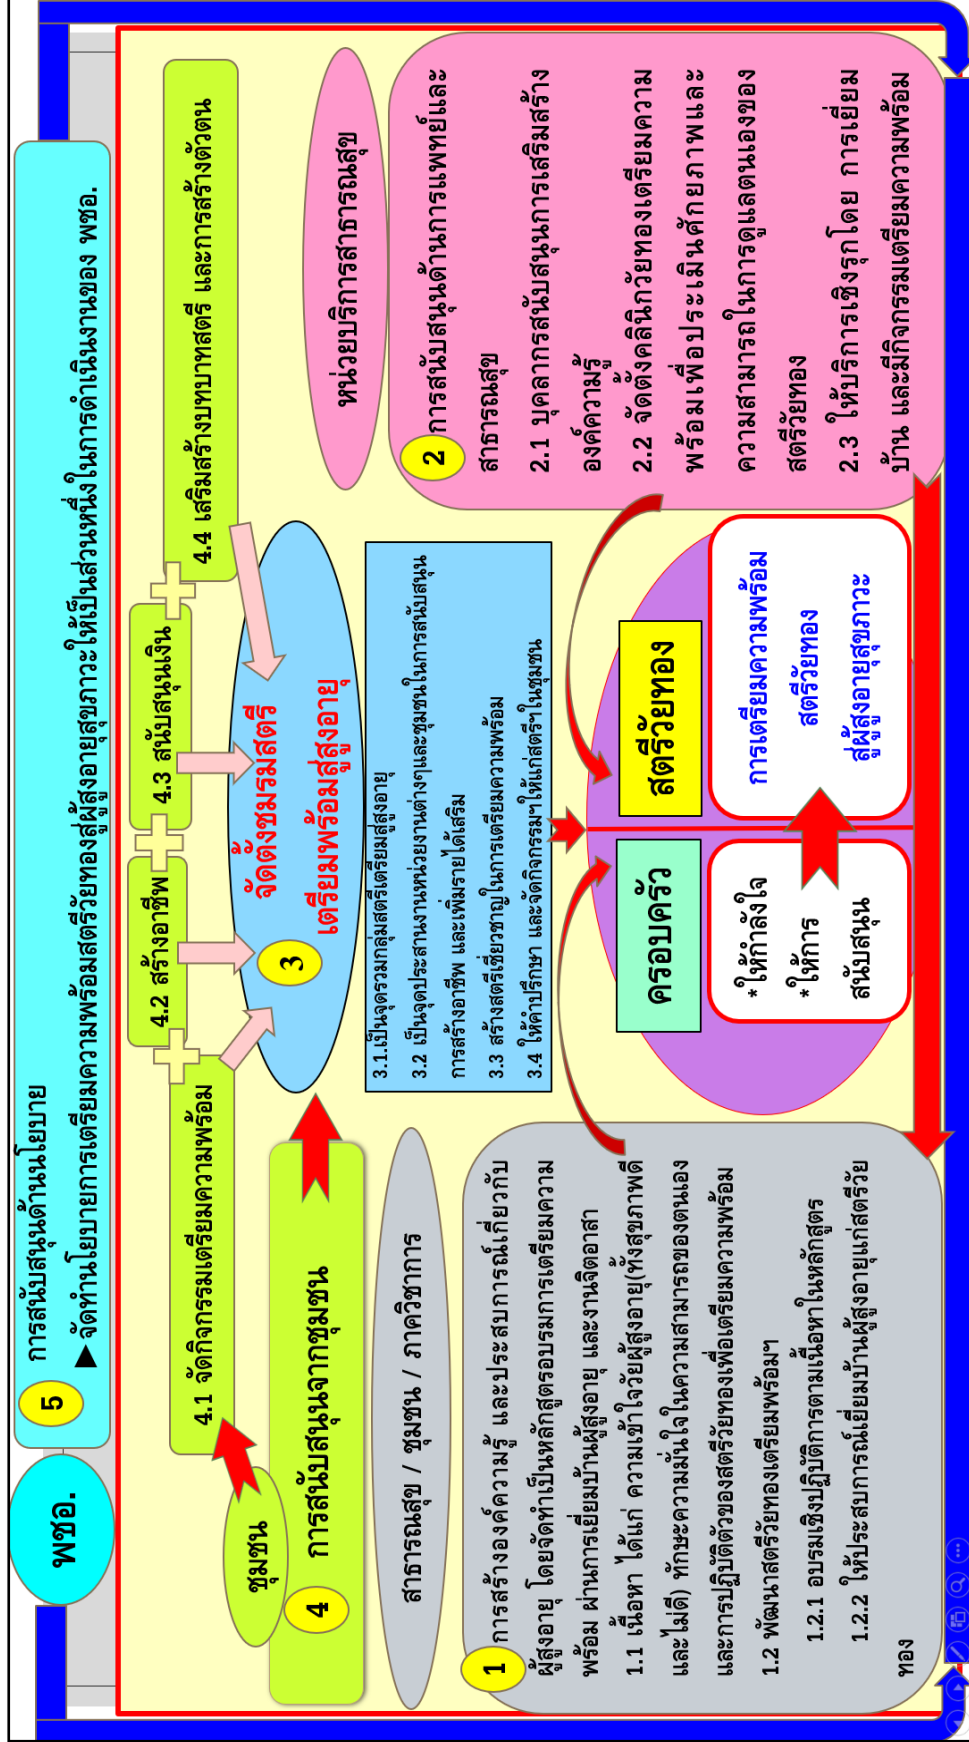 พชอ.
5
การสนับสนุนด้านนโยบาย
▶ จัดทำนโยบายการเตรียมความพร้อมสตรีวัยทองสู่ผู้สูงอายุสุขภาวะให้เป็นส่วนหนึ่งในการดำเนินงานของ พชอ.
ชุมชน
4.1 จัดกิจกรรมเตรียมความพร้อม
4.2 สร้างอาชีพ
4.3 สนับสนุนเงิน
4.4 เสริมสร้างบทบาทสตรี และการสร้างตัวตน
4
การสนับสนุนจากชุมชน
3
จัดตั้งชมรมสตรี
เตรียมพร้อมสู่สูงอายุ
3.1.เป็นจุดรวมกลุ่มสตรีเตรียมสู่สูงอายุ
3.2 เป็นจุดประสานงานหน่วยงานต่างๆและชุมชนในการสนับสนุน
การสร้างอาชีพ และเพิ่มรายได้เสริม
3.3 สร้างสตรีเชี่ยวชาญในการเตรียมความพร้อม
3.4 ให้คำปรึกษา และจัดกิจกรรมฯให้แก่สตรีฯในชุมชน
สาธารณสุข / ชุมชน / ภาควิชาการ
1
การสร้างองค์ความรู้ และประสบการณ์เกี่ยวกับ
ผู้สูงอายุ โดยจัดทำเป็นหลักสูตรอบรมการเตรียมความ
พร้อม ผ่านการเยี่ยมบ้านผู้สูงอายุ และงานจิตอาสา
1.1 เนื้อหา ได้แก่ ความเข้าใจวัยผู้สูงอายุ(ทั้งสุขภาพดี
และไม่ดี) ทักษะความมั่นใจในความสามารถของตนเอง
และการปฏิบัติตัวของสตรีวัยทองเพื่อเตรียมความพร้อม
1.2 พัฒนาสตรีวัยทองเตรียมพร้อมฯ
1.2.1 อบรมเชิงปฏิบัติการตามเนื้อหาในหลักสูตร
1.2.2 ให้ประสบการณ์เยี่ยมบ้านผู้สูงอายุแก่สตรีวัย
ทอง
ครอบครัว
*ให้กำลังใจ
*ให้การ
สนับสนุน
สตรีวัยทอง
การเตรียมความพร้อม
สตรีวัยทอง
สู่ผู้สูงอายุสุขภาวะ
หน่วยบริการสาธารณสุข
2
การสนับสนุนด้านการแพทย์และ
สาธารณสุข
2.1 บุคลากรสนับสนุนการเสริมสร้าง
องค์ความรู้
2.2 จัดตั้งคลินิกวัยทองเตรียมความ
พร้อมเพื่อประเมินศักยภาพและ
ความสามารถในการดูแลตนเองของ
สตรีวัยทอง
2.3 ให้บริการเชิงรุกโดย การเยี่ยม
บ้าน และมีกิจกรรมเตรียมความพร้อม